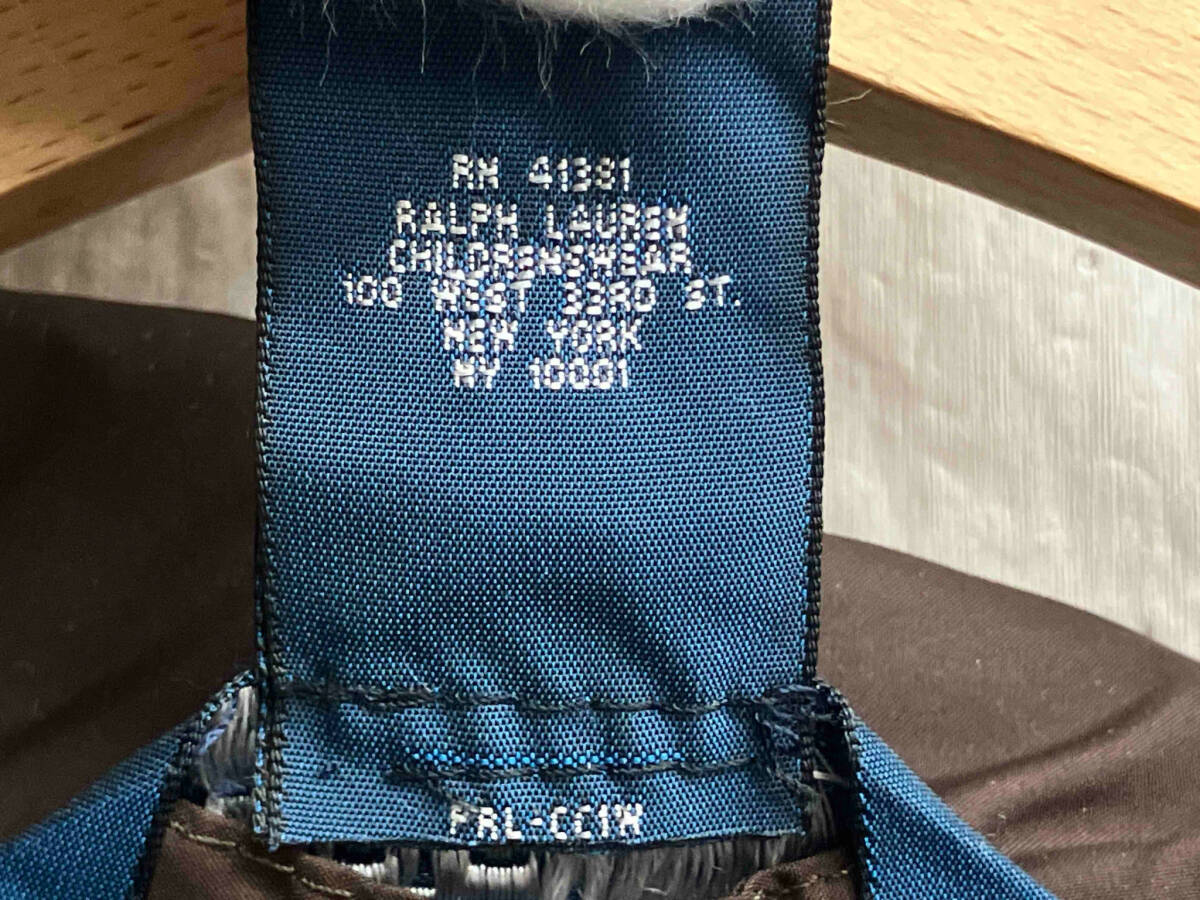 RN 41381
RALPH LAUREN
CHILDRENSWEAR
100 WEST 33RD ST.
NEW YORK
NY 10001
PRL-CC1W